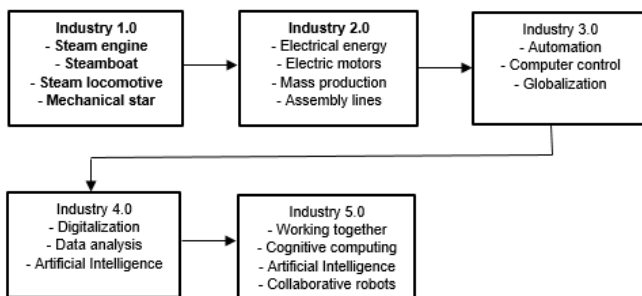 Industry 1.0
- Steam engine
- Steamboat
- Steam locomotive
- Mechanical star
Industry 2.0
- Electrical energy
- Electric motors
- Mass production
- Assembly lines
Industry 3.0
- Automation
- Computer control
- Globalization
Industry 4.0
- Digitalization
- Data analysis
- Artificial Intelligence
Industry 5.0
- Working together
- Cognitive computing
- Artificial Intelligence
- Collaborative robots